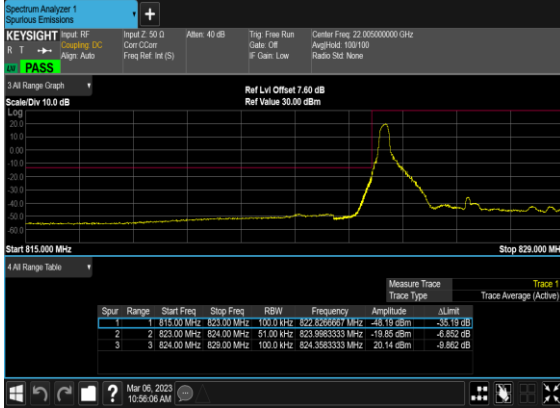 Spectrum Analyzer 1
Spurious Emissions
+
KEYSIGHT Input: RF Input Z: 50 Ω Atten: 40 dB Trig: Free Run Center Freq: 22.005000000 GHz
R T Coupling: DC Corr CCorr Gate: Off Avg|Hold: 100/100
Align: Auto Freq Ref: Int (S) IF Gain: Low Radio Std: None
PASS
3 All Range Graph
Ref Lvl Offset 7.60 dB
Scale/Div 10.0 dB Ref Value 30.00 dBm
Log
20.0
10.0
0.00
-10.0
-20.0
-30.0
-40.0
-50.0
-60.0
Start 815.000 MHz Stop 829.000 MH
4 All Range Table
Measure Trace Trace 1
Trace Type Trace Average (Active)
Spur Range Start Freq Stop Freq RBW Frequency Amplitude ΔLimit
1 1 815.00 MHz 823.00 MHz 100.0 kHz 822.8266667 MHz -48.19 dBm -35.19 dB
2 2 823.00 MHz 824.00 MHz 51.00 kHz 823.9983333 MHz -19.85 dBm -6.852 dB
3 3 824.00 MHz 829.00 MHz 100.0 kHz 824.3583333 MHz 20.14 dBm -9.862 dB
?
Mar 06, 2023
10:56:06 AM